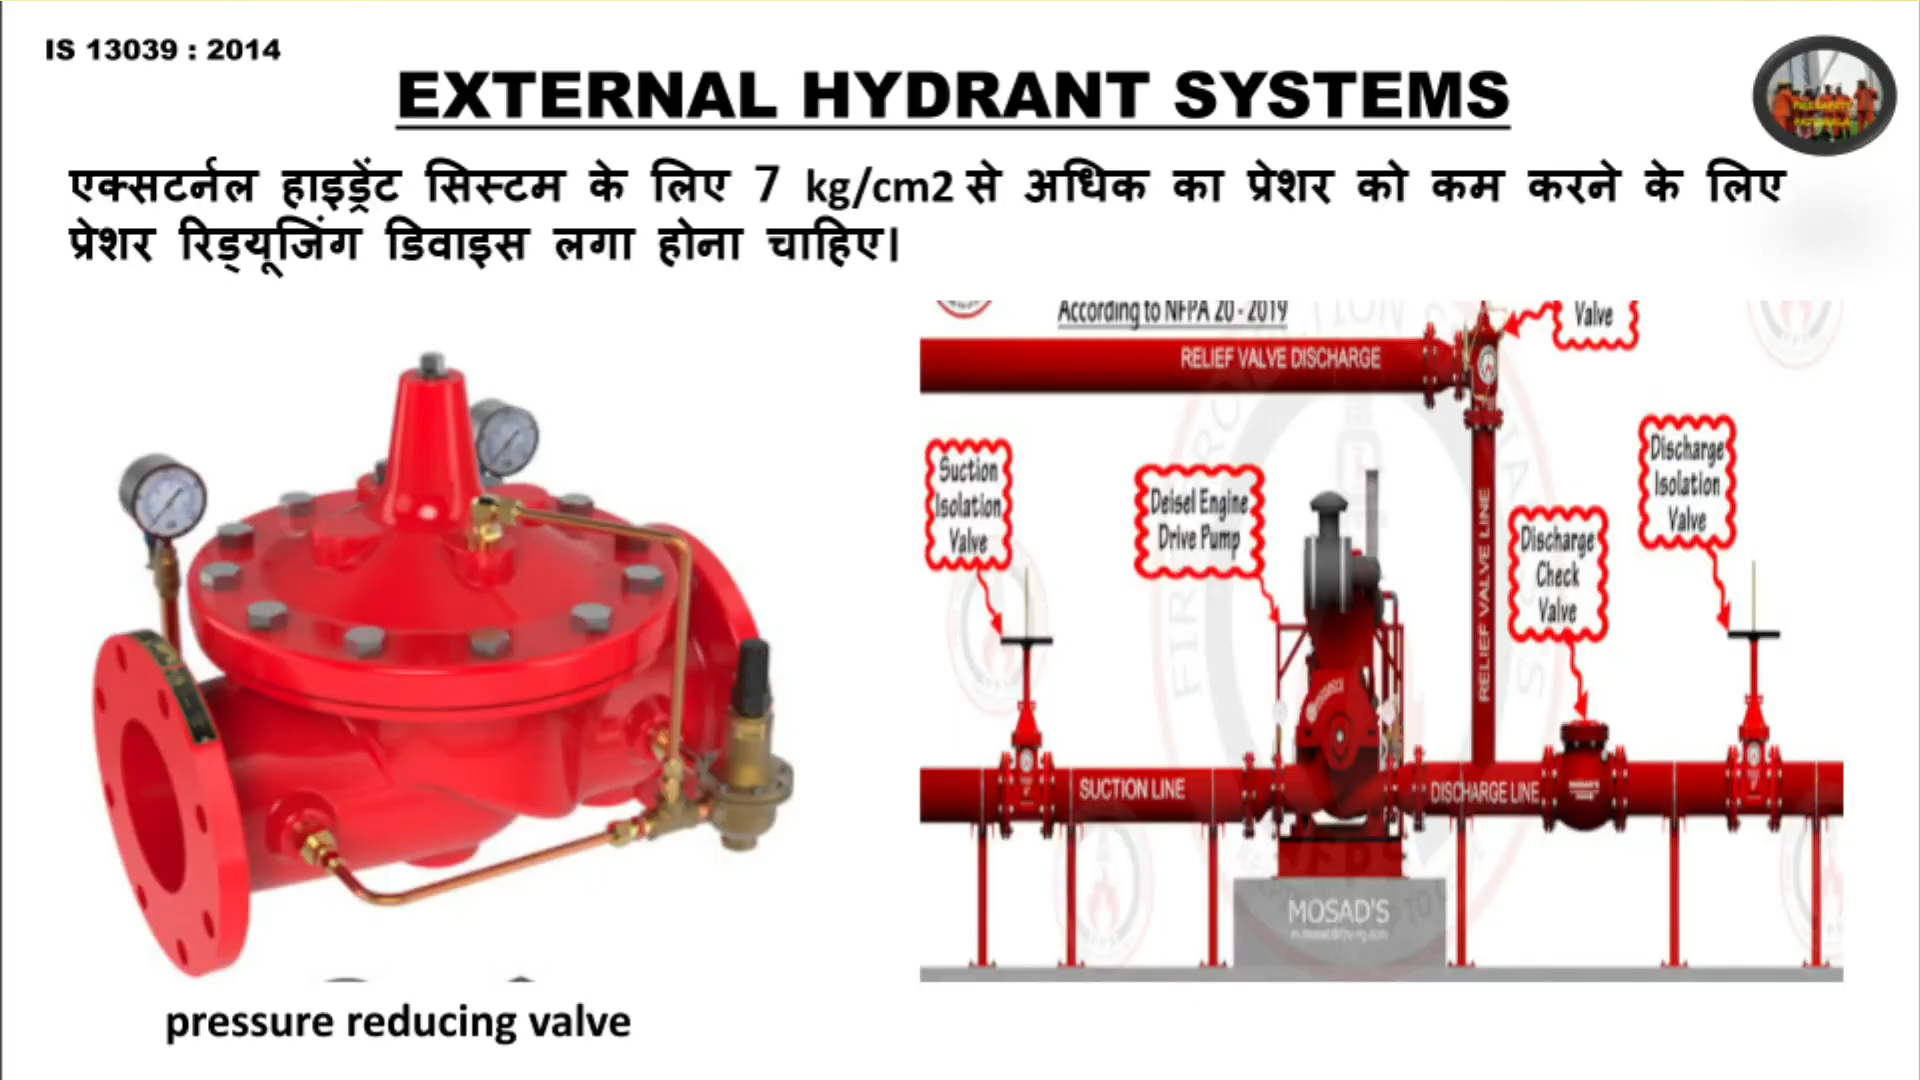 IS 13039 : 2014
EXTERNAL HYDRANT SYSTEMS
एक्सटर्नल हाइड्रेंट सिस्टम के लिए 7 kg/cm2 से अधिक का प्रेशर को कम करने के लिए
प्रेशर रिड्यूजिंग डिवाइस लगा होना चाहिए।
According to NFPA 20 - 2019
Valve
RELIEF VALVE DISCHARGE
Suction
Isolation
Valve
Deisel Engine
Drive Pump
RELIEF VALVE LINE
Discharge
Check
Valve
Discharge
Isolation
Valve
SUCTION LINE
DISCHARGE LINE
MOSAD'S
pressure reducing valve